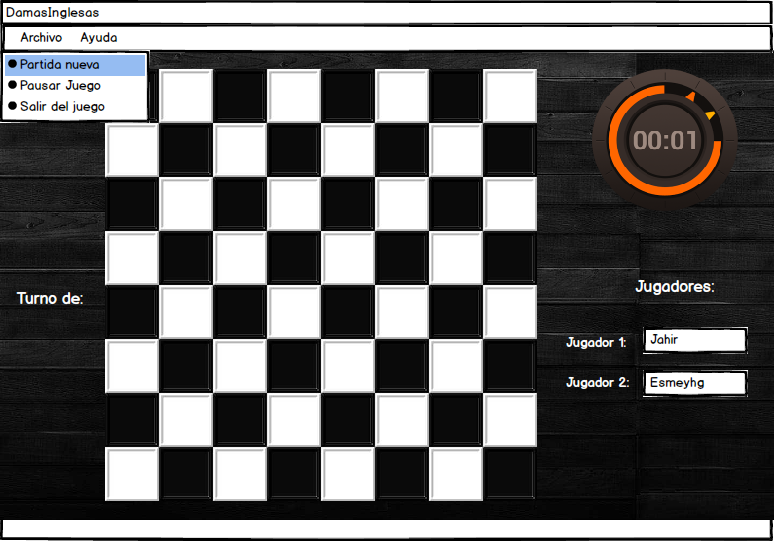 DamasInglesas
Archivo Ayuda
Partida nueva
Pausar Juego
Salir del juego
00:01
Turno de:
Jugadores:
Jugador 1: Jahir
Jugador 2: Esmeyhg